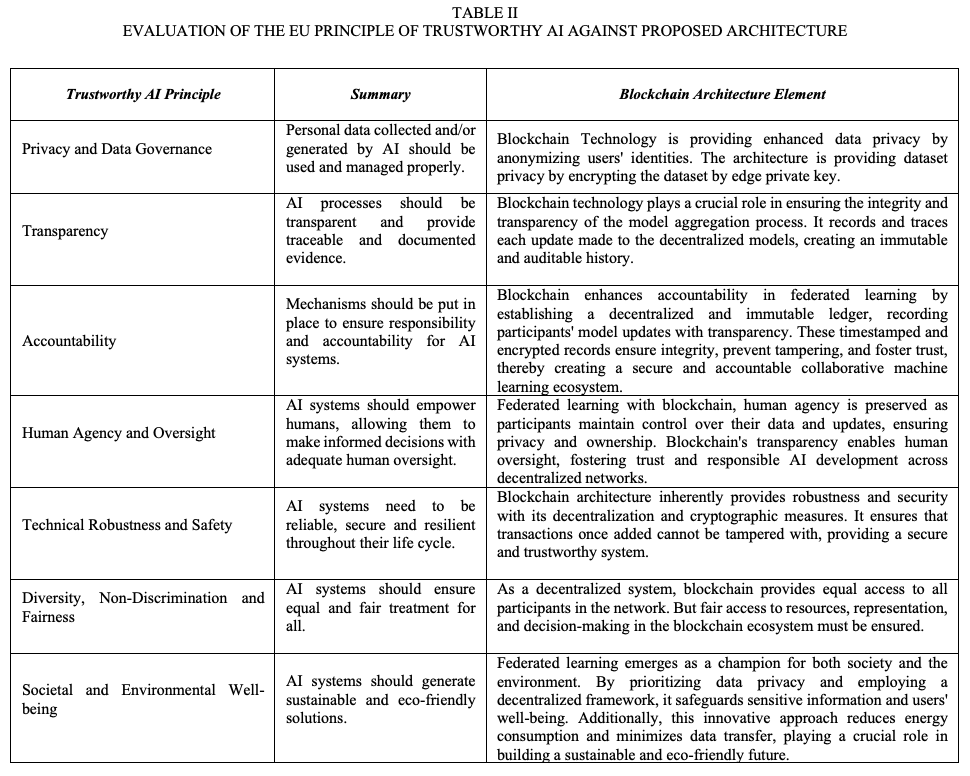 TABLE II
EVALUATION OF THE EU PRINCIPLE OF TRUSTWORTHY AI AGAINST PROPOSED ARCHITECTURE
Trustworthy AI Principle
Summary
Blockchain Architecture Element
Privacy and Data Governance
Personal data collected and/or
generated by AI should be
used and managed properly.
Blockchain Technology is providing enhanced data privacy by
anonymizing users' identities. The architecture is providing dataset
privacy by encrypting the dataset by edge private key.
Transparency
AI processes should be
transparent and provide
traceable and documented
evidence.
Blockchain technology plays a crucial role in ensuring the integrity and
transparency of the model aggregation process. It records and traces
each update made to the decentralized models, creating an immutable
and auditable history.
Accountability
Mechanisms should be put in
place to ensure responsibility
and accountability for AI
systems.
Blockchain enhances accountability in federated learning by
establishing a decentralized and immutable ledger, recording
participants' model updates with transparency. These timestamped and
encrypted records ensure integrity, prevent tampering, and foster trust,
thereby creating a secure and accountable collaborative machine
learning ecosystem.
Human Agency and Oversight
AI systems should empower
humans, allowing them to
make informed decisions with
adequate human oversight.
Federated learning with blockchain, human agency is preserved as
participants maintain control over their data and updates, ensuring
privacy and ownership. Blockchain's transparency enables human
oversight, fostering trust and responsible AI development across
decentralized networks.
Technical Robustness and Safety
AI systems need to be
reliable, secure and resilient
throughout their life cycle.
Blockchain architecture inherently provides robustness and security
with its decentralization and cryptographic measures. It ensures that
transactions once added cannot be tampered with, providing a secure
and trustworthy system.
Diversity, Non-Discrimination and
Fairness
AI systems should ensure
equal and fair treatment for
all.
As a decentralized system, blockchain provides equal access to all
participants in the network. But fair access to resources, representation,
and decision-making in the blockchain ecosystem must be ensured.
Societal and Environmental Well-
being
AI systems should generate
sustainable and eco-friendly
solutions.
Federated learning emerges as a champion for both society and the
environment. By prioritizing data privacy and employing a
decentralized framework, it safeguards sensitive information and users'
well-being. Additionally, this innovative approach reduces energy
consumption and minimizes data transfer, playing a crucial role in
building a sustainable and eco-friendly future.